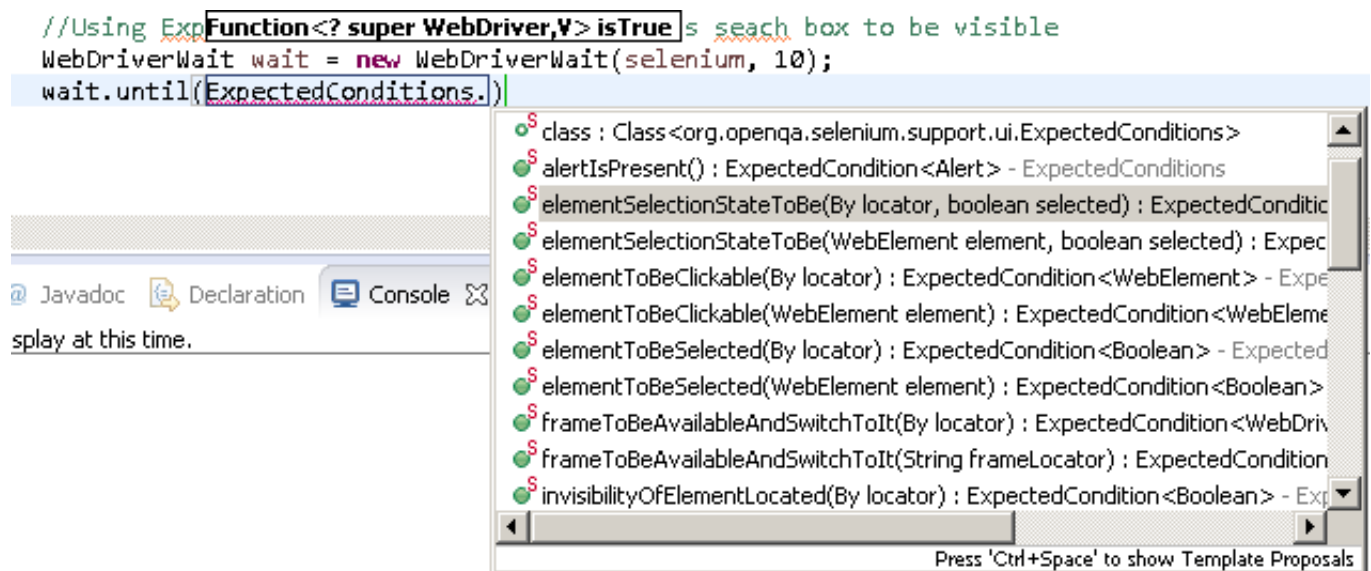 //Using Exp Function<? super WebDriver,V> isTrue s seach box to be visible
WebDriverWait wait = new WebDriverWait(selenium, 10);
wait.until(ExpectedConditions.)
class : Class<org.openqa.selenium.support.ui.ExpectedConditions>
alertIsPresent() : ExpectedCondition<Alert> - ExpectedConditions
elementSelectionStateToBe(By locator, boolean selected) : ExpectedConditic
elementSelectionStateToBe(WebElement element, boolean selected) : Expec
elementToBeClickable(By locator) : ExpectedCondition<WebElement> - Expe
elementToBeClickable(WebElement element) : ExpectedCondition<WebEleme
elementToBeSelected(By locator) : ExpectedCondition<Boolean> - Expected
elementToBeSelected(WebElement element) : ExpectedCondition<Boolean>
frameToBeAvailableAndSwitchToIt(By locator) : ExpectedCondition<WebDriv
frameToBeAvailableAndSwitchToIt(String frameLocator) : ExpectedCondition
invisibilityOfElementLocated(By locator) : ExpectedCondition<Boolean> - Exp
Press 'Ctrl+Space' to show Template Proposals
@ Javadoc Declaration Console
splay at this time.